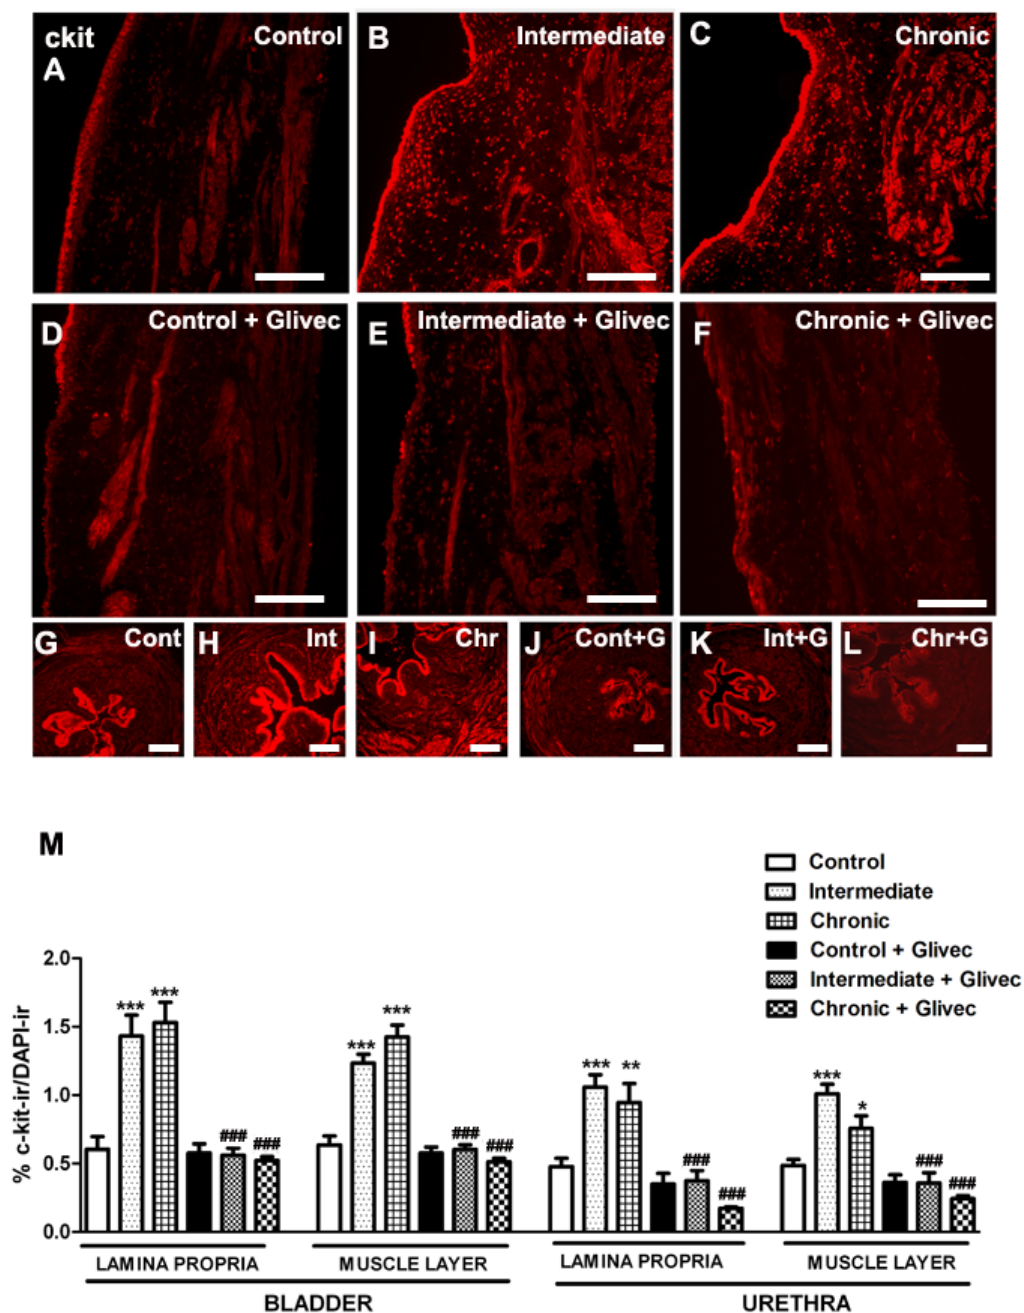 ckit
A
Control
B
Intermediate
C
Chronic
D
Control + Glivec
E
Intermediate + Glivec
F
Chronic + Glivec
G
Cont
H
Int
I
Chr
J
Cont+G
K
Int+G
L
Chr+G
M
Control
Intermediate
Chronic
Control + Glivec
Intermediate + Glivec
Chronic + Glivec
% c-kit-ir/DAPI-ir
2.0
1.5
1.0
0.5
0.0
*** *** ### ###
*** *** ### ###
*** ** ### ###
*** * ### ###
LAMINA PROPRIA MUSCLE LAYER LAMINA PROPRIA MUSCLE LAYER
BLADDER URETHRA